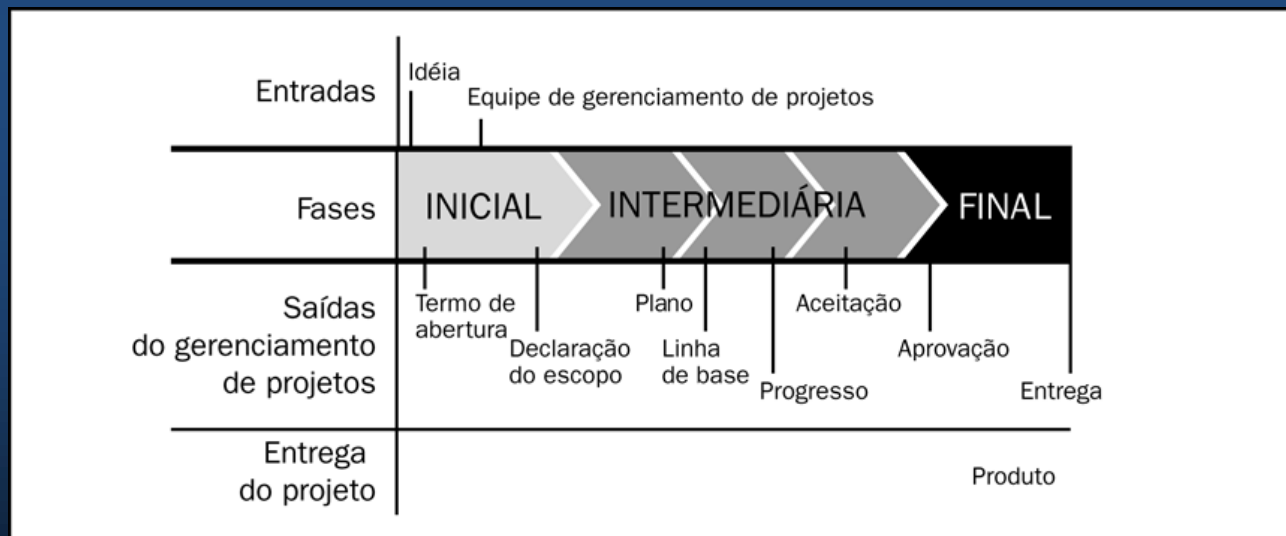 Entradas
Idéia
Equipe de gerenciamento de projetos
Fases
INICIAL
INTERMEDIÁRIA
FINAL
Saídas
do gerenciamento
de projetos
Termo de
abertura
Declaração
do escopo
Plano
Linha
de base
Progresso
Aceitação
Aprovação
Entrega
Entrega
do projeto
Produto